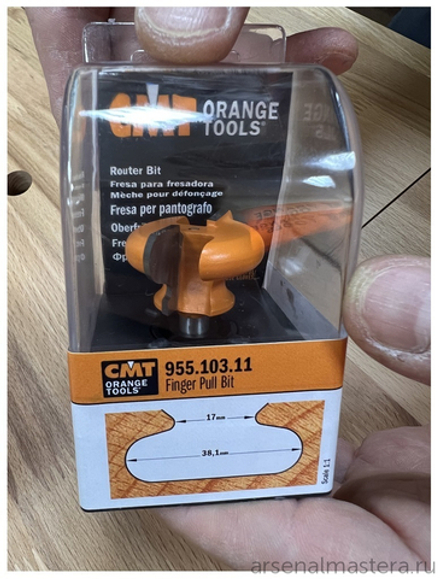 CMT ORANGE
TOOLS®
Router Bit
Fresa para fresadora
Mèche pour défonçage
Fresa per pantografo
CMT
ORANGE
TOOLS®
955.103.11
Finger Pull Bit
17mm
38,1mm
Scale 1:1
arsenalmastera.ru